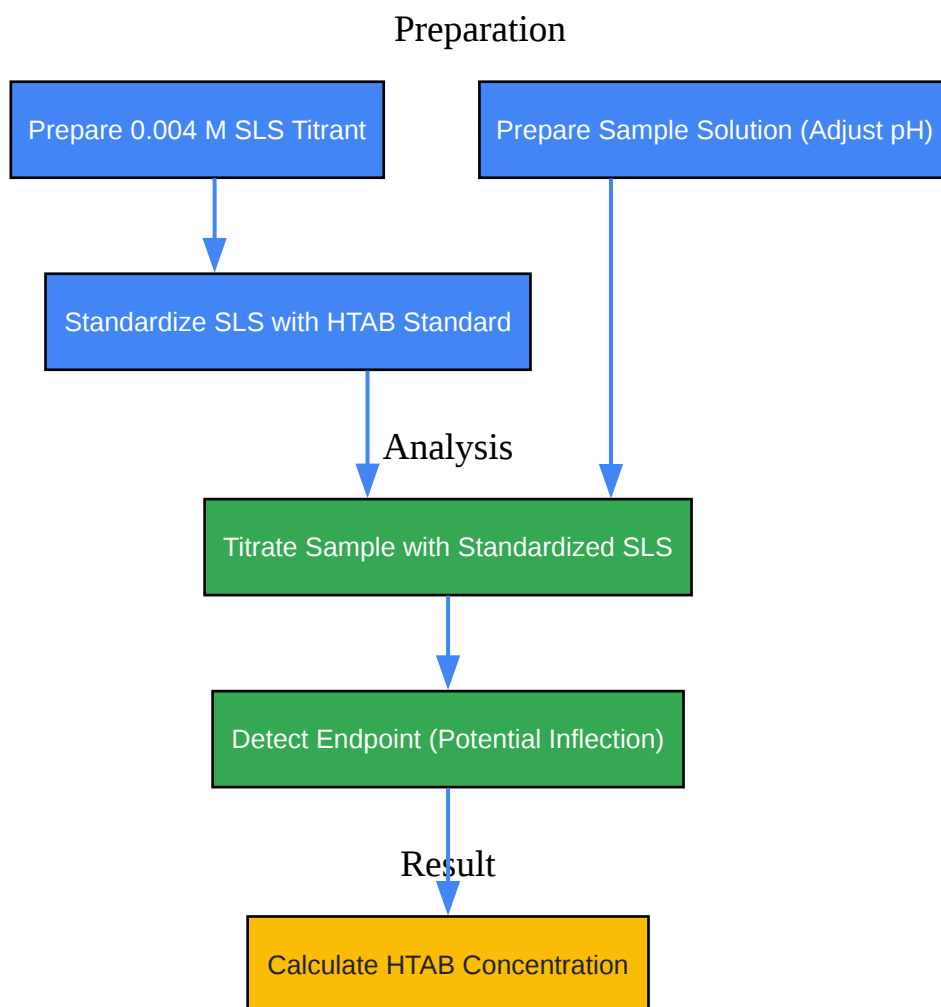 Preparation
Prepare 0.004 M SLS Titrant
Prepare Sample Solution (Adjust pH)
Standardize SLS with HTAB Standard
Analysis
Titrate Sample with Standardized SLS
Detect Endpoint (Potential Inflection)
Result
Calculate HTAB Concentration